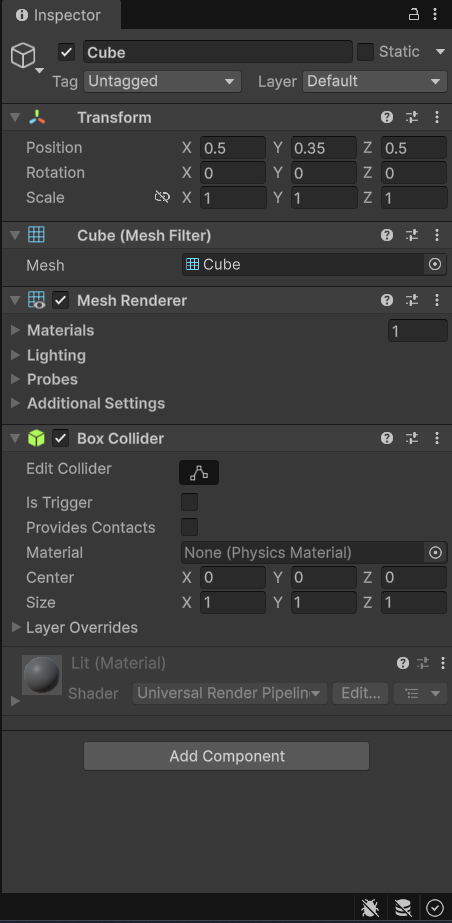 Inspector
Cube Static
Tag Untagged Layer Default
Transform
Position X 0.5 Y 0.35 Z 0.5
Rotation X 0 Y 0 Z 0
Scale X 1 Y 1 Z 1
Cube (Mesh Filter)
Mesh Cube
Mesh Renderer
Materials 1
Lighting
Probes
Additional Settings
Box Collider
Edit Collider
Is Trigger
Provides Contacts
Material None (Physics Material)
Center X 0 Y 0 Z 0
Size X 1 Y 1 Z 1
Layer Overrides
Lit (Material)
Shader Universal Render Pipelin Edit...
Add Component